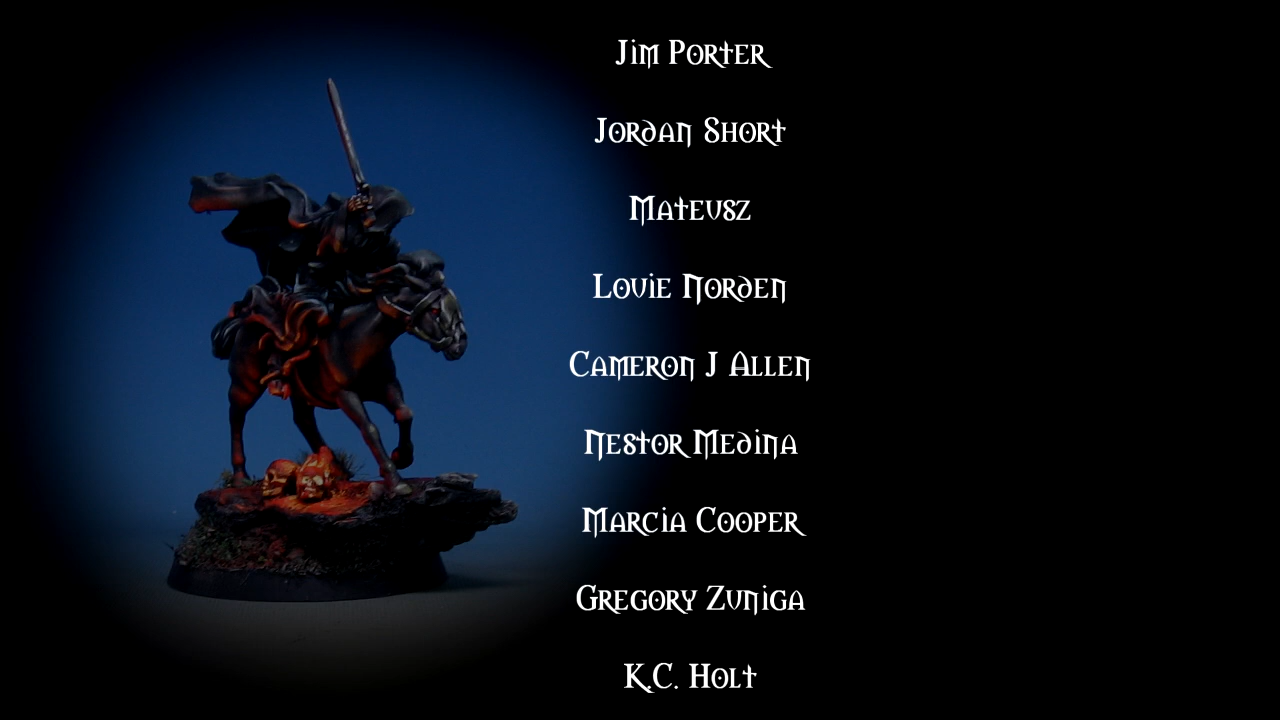 Jim Porter
Jordan Short
Mateusz
Louie Norden
Cameron J Allen
Nestor Medina
Marcia Cooper
Gregory Zuniga
K.C. Holt